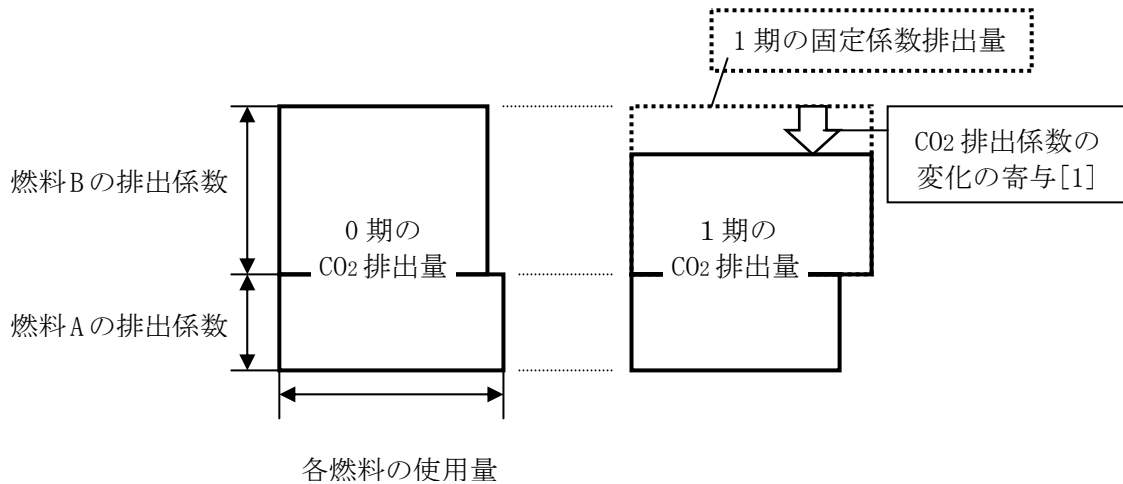 1期の固定係数排出量
CO2排出係数の
変化の寄与[1]
燃料Bの排出係数
0期の
CO2排出量
1期の
CO2排出量
燃料Aの排出係数
各燃料の使用量